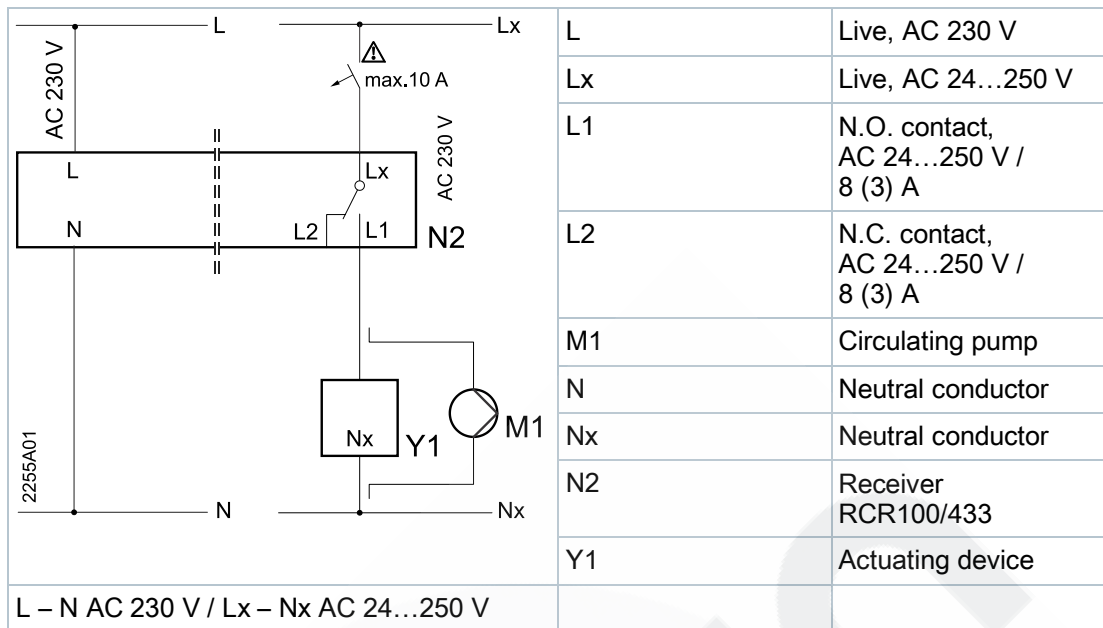 L
Lx
AC 230 V
max.10 A
AC 230 V
L
Lx
N
L2
L1
N2
Nx
Y1
M1
2255A01
N
Nx
L – N AC 230 V / Lx – Nx AC 24…250 V
L Live, AC 230 V
Lx Live, AC 24…250 V
L1 N.O. contact,
AC 24…250 V /
8 (3) A
L2 N.C. contact,
AC 24…250 V /
8 (3) A
M1 Circulating pump
N Neutral conductor
Nx Neutral conductor
N2 Receiver
RCR100/433
Y1 Actuating device